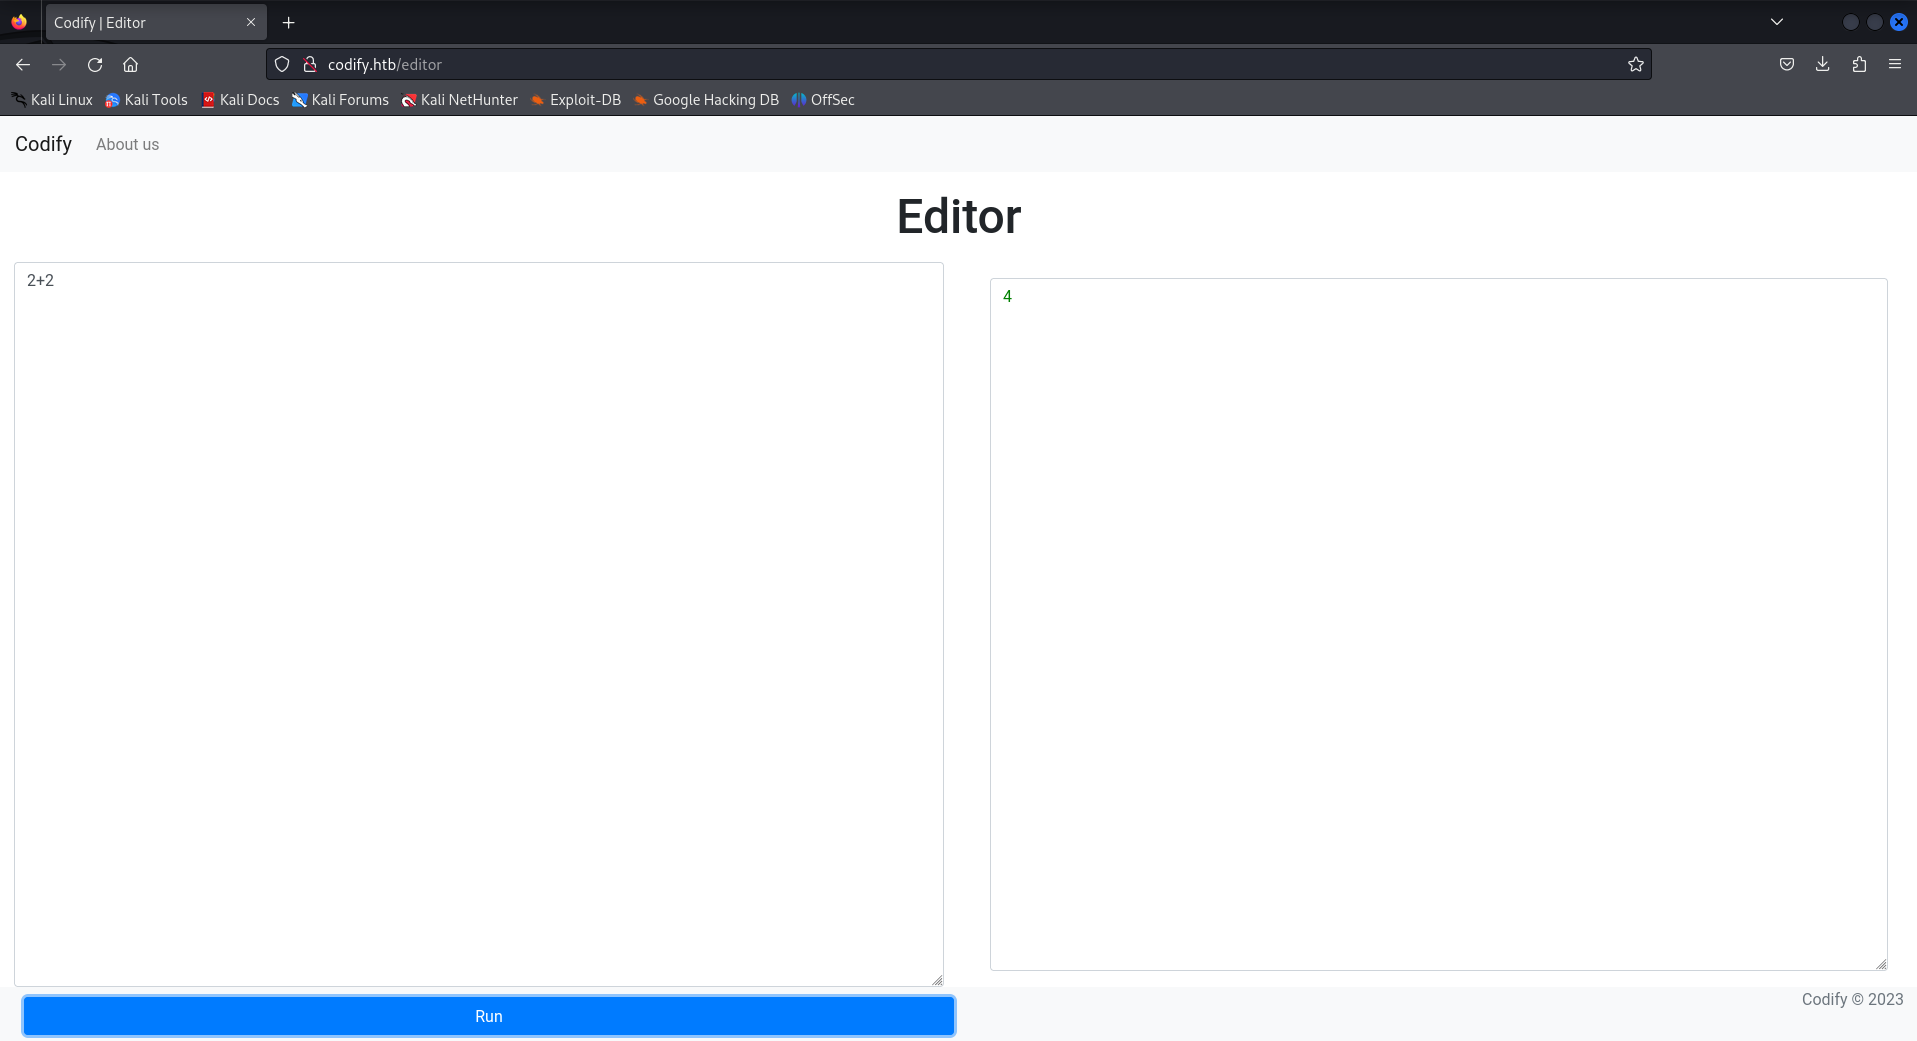 Codify | Editor
codify.htb/editor
Kali Linux Kali Tools Kali Docs Kali Forums Kali NetHunter Exploit-DB Google Hacking DB OffSec
Codify About us
Editor
2+2
4
Run
Codify © 2023